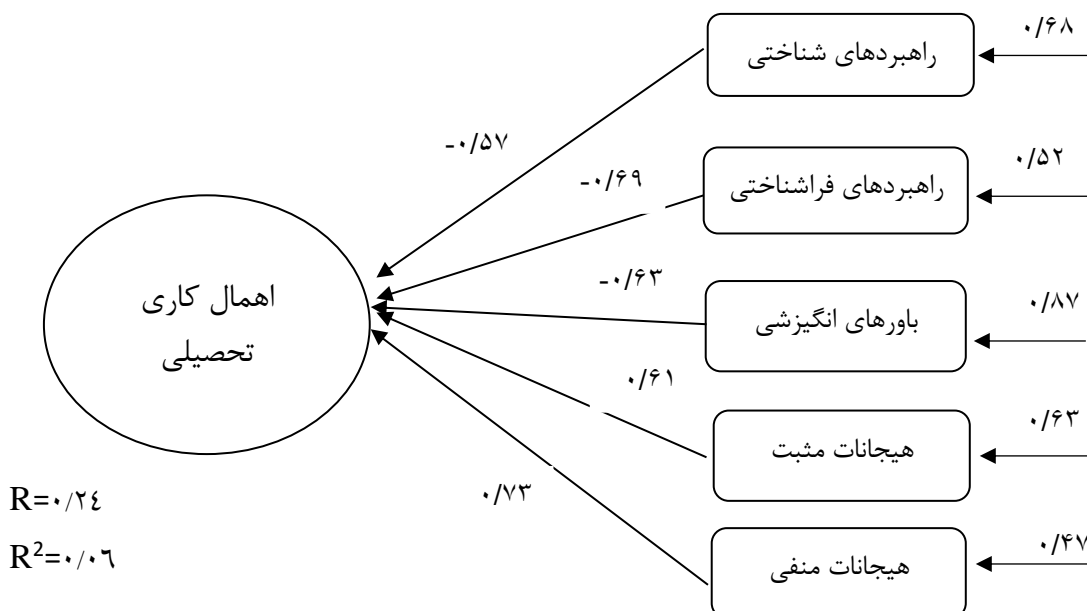 ۰/۶۸
راهبردهای شناختی
-۰/۵۷
۰/۵۲
راهبردهای فراشناختی
-۰/۶۹
اهمال کاری
تحصیلی
۰/۸۷
باورهای انگیزشی
-۰/۶۳
۰/۶۳
هیجانات مثبت
۰/۶۱
۰/۴۷
هیجانات منفی
۰/۷۳
R=۰/۲٤
R²=۰/۰٦